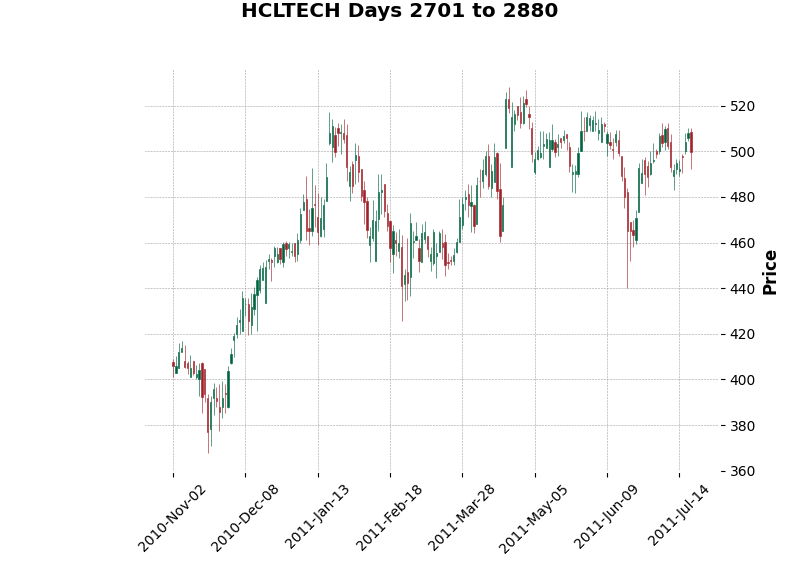 HCLTECH Days 2701 to 2880
520
500
480
460
440
420
400
380
360
Price
2010-Nov-02
2010-Dec-08
2011-Jan-13
2011-Feb-18
2011-Mar-28
2011-May-05
2011-Jun-09
2011-Jul-14